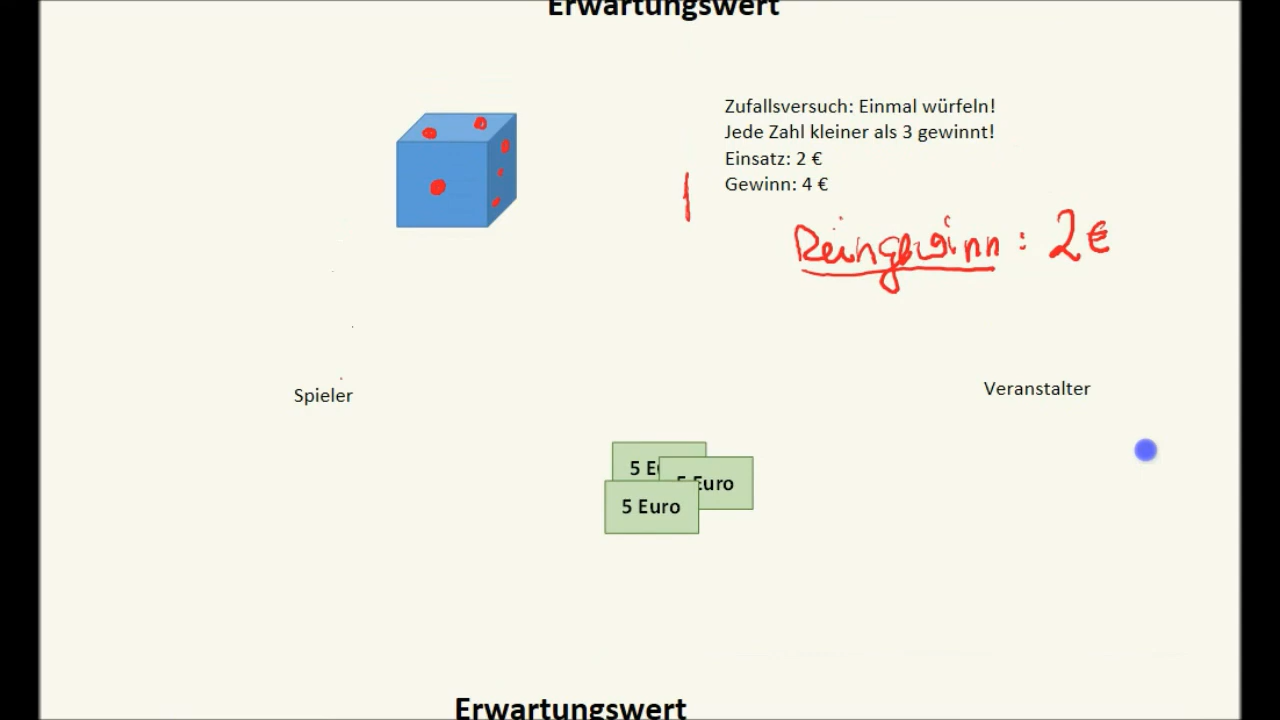 Erwartungswert
Zufallsversuch: Einmal würfeln!
Jede Zahl kleiner als 3 gewinnt!
Einsatz: 2 €
Gewinn: 4 €
Reingewinn : 2€
Spieler
Veranstalter
5 E
5 Euro
5 Euro
Erwartungswert